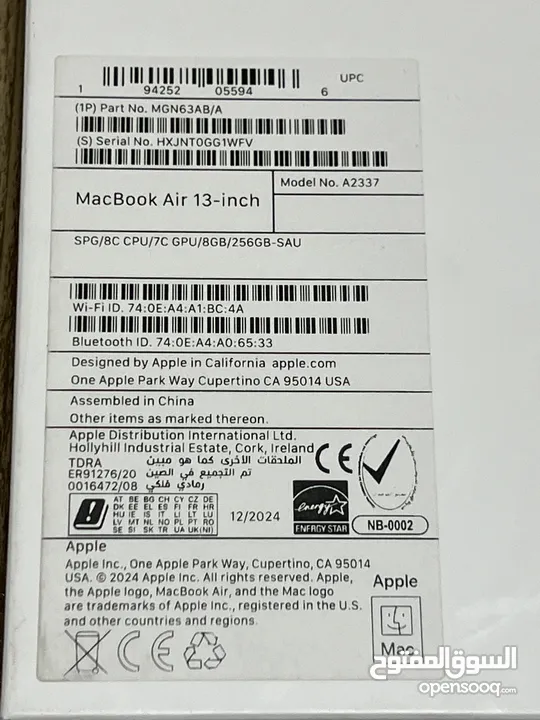 1 94252 05594 6 UPC
(1P) Part No. MGN63AB/A
(S) Serial No. HXJNT0GG1WFV
MacBook Air 13-inch
Model No. A2337
SPG/8C CPU/7C GPU/8GB/256GB-SAU
Wi-Fi ID. 74:0E:A4:A1:BC:4A
Bluetooth ID. 74:0E:A4:A0:65:33
Designed by Apple in California apple.com
One Apple Park Way Cupertino CA 95014 USA
Assembled in China
Other items as marked thereon.
Apple Distribution International Ltd.
Hollyhill Industrial Estate, Cork, Ireland
TDRA الملحقات الأخرى كما هو مبين
ER91276/20 تم التجميع في الصين
0016472/08 رمادي فلكي
CE
AT BE BG CH CY CZ DE
DK EE EL ES FI FR HR
HU IE IS IT LI LT LU
LV MT NL NO PL PT RO
SE SI SK TR UA UK(NI)
12/2024
energy
ENERGY STAR
NB-0002
Apple
Apple Inc., One Apple Park Way, Cupertino, CA 95014
USA. © 2024 Apple Inc. All rights reserved. Apple,
the Apple logo, MacBook Air, and the Mac logo
are trademarks of Apple Inc., registered in the U.S.
and other countries and regions.
Apple
Mac
CE
السوق المفتوح
opensooq.com